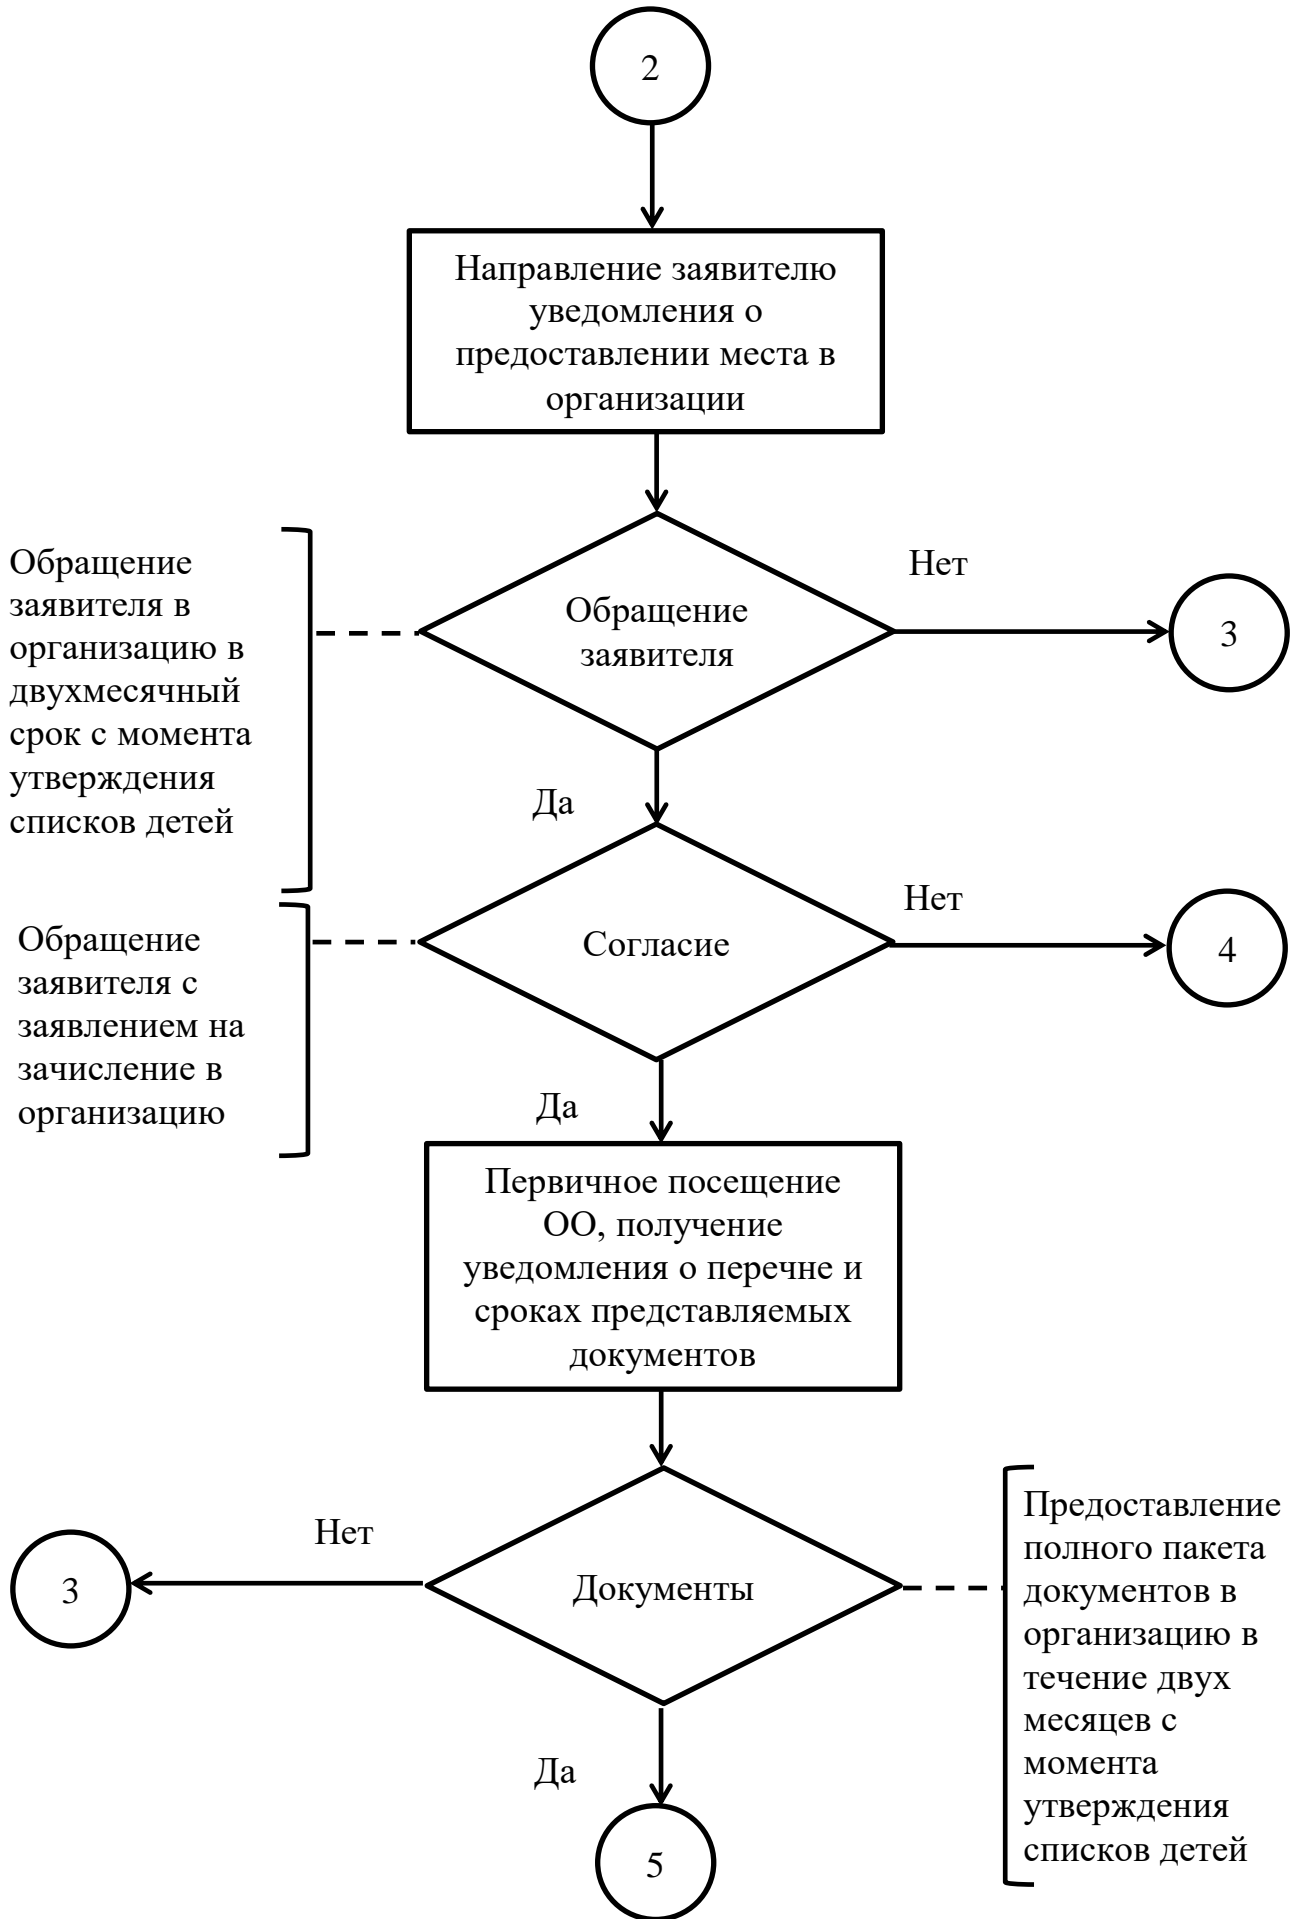 2
Направление заявителю
уведомления о
предоставлении места в
организации
Обращение
заявителя в
организацию в
двухмесячный
срок с момента
утверждения
списков детей
Обращение
заявителя
Нет
3
Да
Обращение
заявителя с
заявлением на
зачисление в
организацию
Согласие
Нет
4
Да
Первичное посещение
ОО, получение
уведомления о перечне и
сроках представляемых
документов
Нет
3
Документы
Предоставление
полного пакета
документов в
организацию в
течение двух
месяцев с
момента
утверждения
списков детей
Да
5